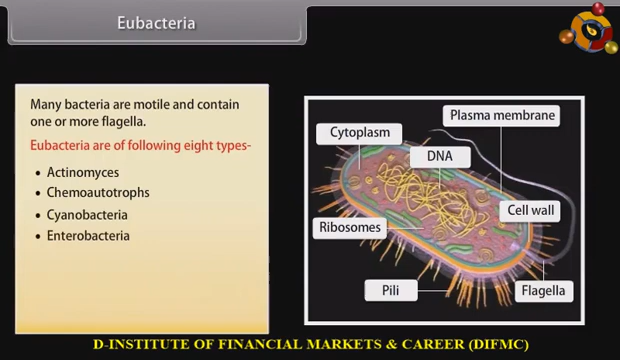 Eubacteria
Many bacteria are motile and contain
one or more flagella.
Eubacteria are of following eight types-
• Actinomyces
• Chemoautotrophs
• Cyanobacteria
• Enterobacteria
Plasma membrane
Cytoplasm
DNA
Cell wall
Ribosomes
Pili
Flagella
D-INSTITUTE OF FINANCIAL MARKETS & CAREER (DIFMC)